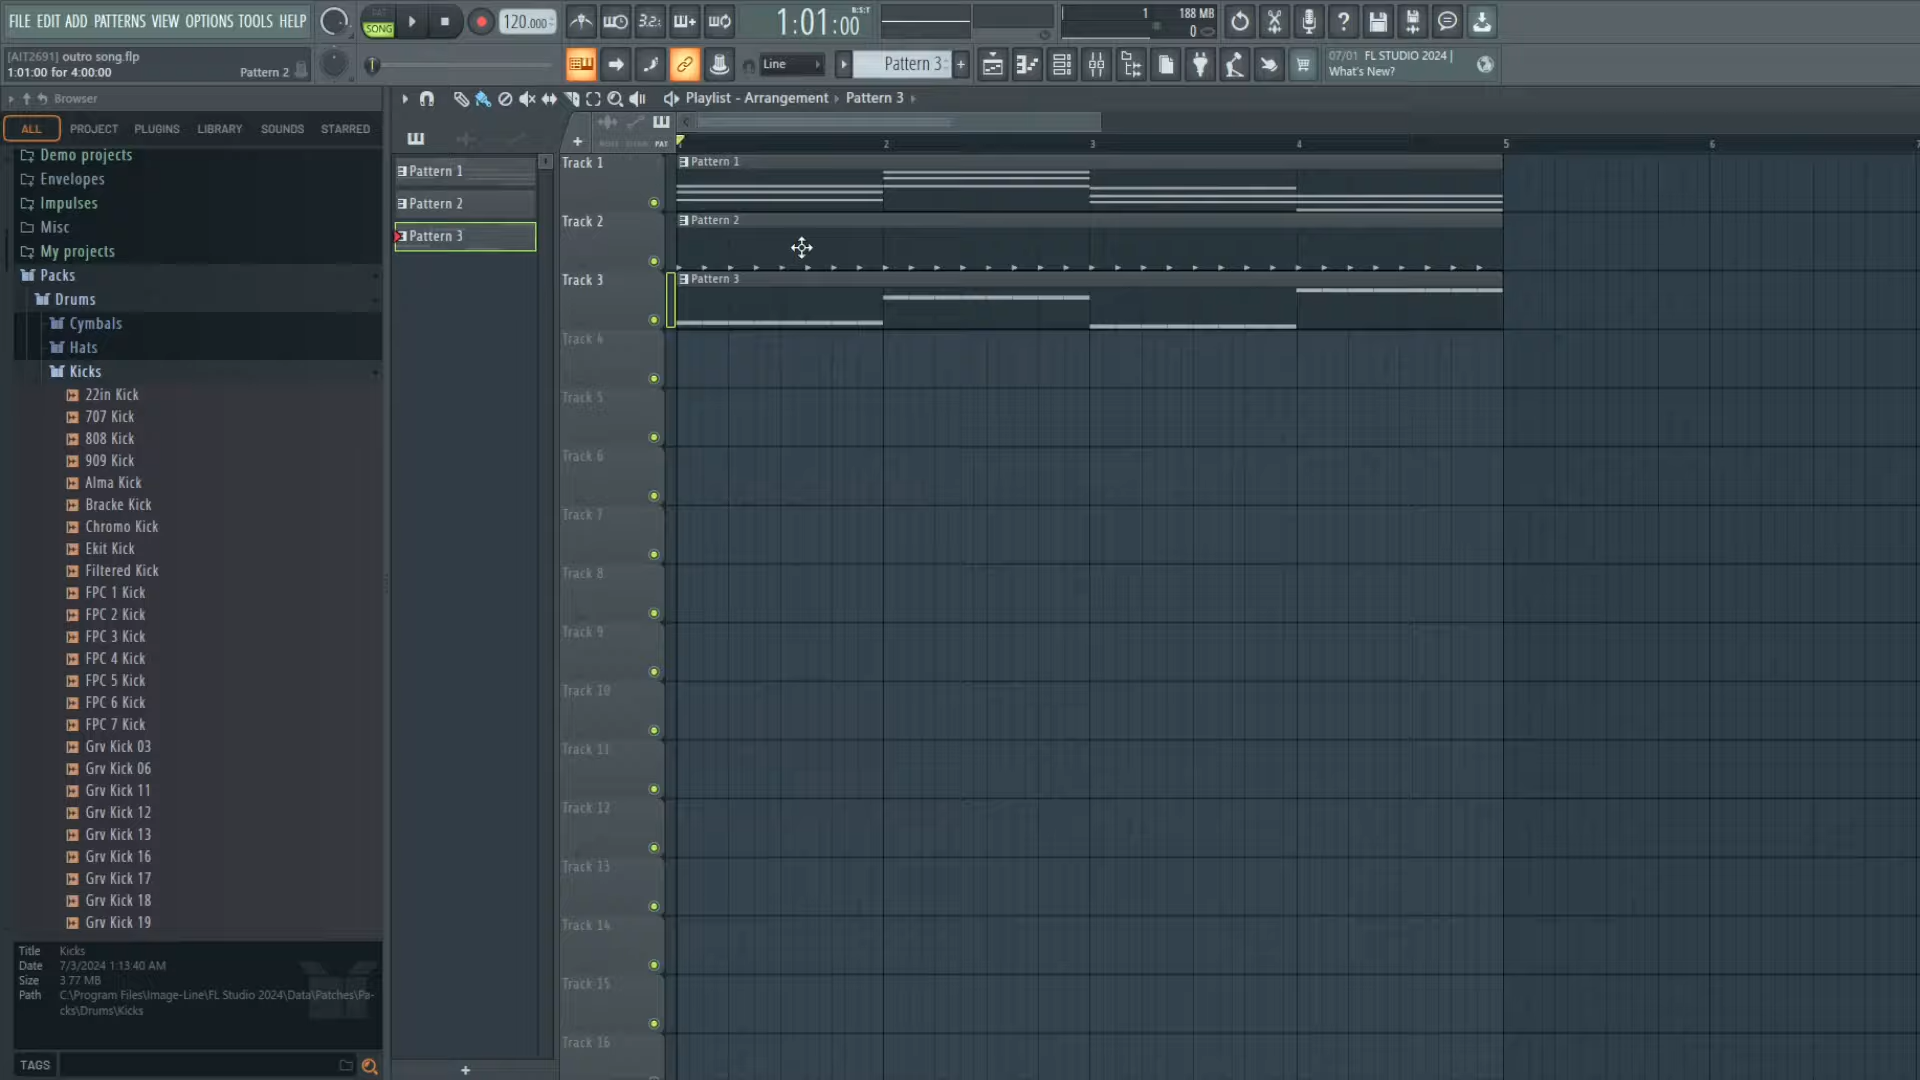 FILE EDIT ADD PATTERNS VIEW OPTIONS TOOLS HELP
PAT
SONG
120.000
3.2.
1:01:00
B:S:T
1
188 MB
0
[AIT2691] outro song.flp
1:01:00 for 4:00:00
Pattern 2
Line
Pattern 3
+
07/01 FL STUDIO 2024 |
What's New?
Browser
Playlist - Arrangement › Pattern 3
ALL
PROJECT
PLUGINS
LIBRARY
SOUNDS
STARRED
PAT
2
3
4
5
6
Demo projects
Envelopes
Impulses
Misc
My projects
Packs
Drums
Cymbals
Hats
Kicks
22in Kick
707 Kick
808 Kick
909 Kick
Alma Kick
Bracke Kick
Chromo Kick
Ekit Kick
Filtered Kick
FPC 1 Kick
FPC 2 Kick
FPC 3 Kick
FPC 4 Kick
FPC 5 Kick
FPC 6 Kick
FPC 7 Kick
Grv Kick 03
Grv Kick 06
Grv Kick 11
Grv Kick 12
Grv Kick 13
Grv Kick 16
Grv Kick 17
Grv Kick 18
Grv Kick 19
Title Kicks
Date 7/3/2024 1:13:40 AM
Size 3.77 MB
Path C:\Program Files\Image-Line\FL Studio 2024\Data\Patches\Pa-
cks\Drums\Kicks
TAGS
Pattern 1
Pattern 2
Pattern 3
+
Track 1
Pattern 1
Track 2
Pattern 2
Track 3
Pattern 3
Track 4
Track 5
Track 6
Track 7
Track 8
Track 9
Track 10
Track 11
Track 12
Track 13
Track 14
Track 15
Track 16